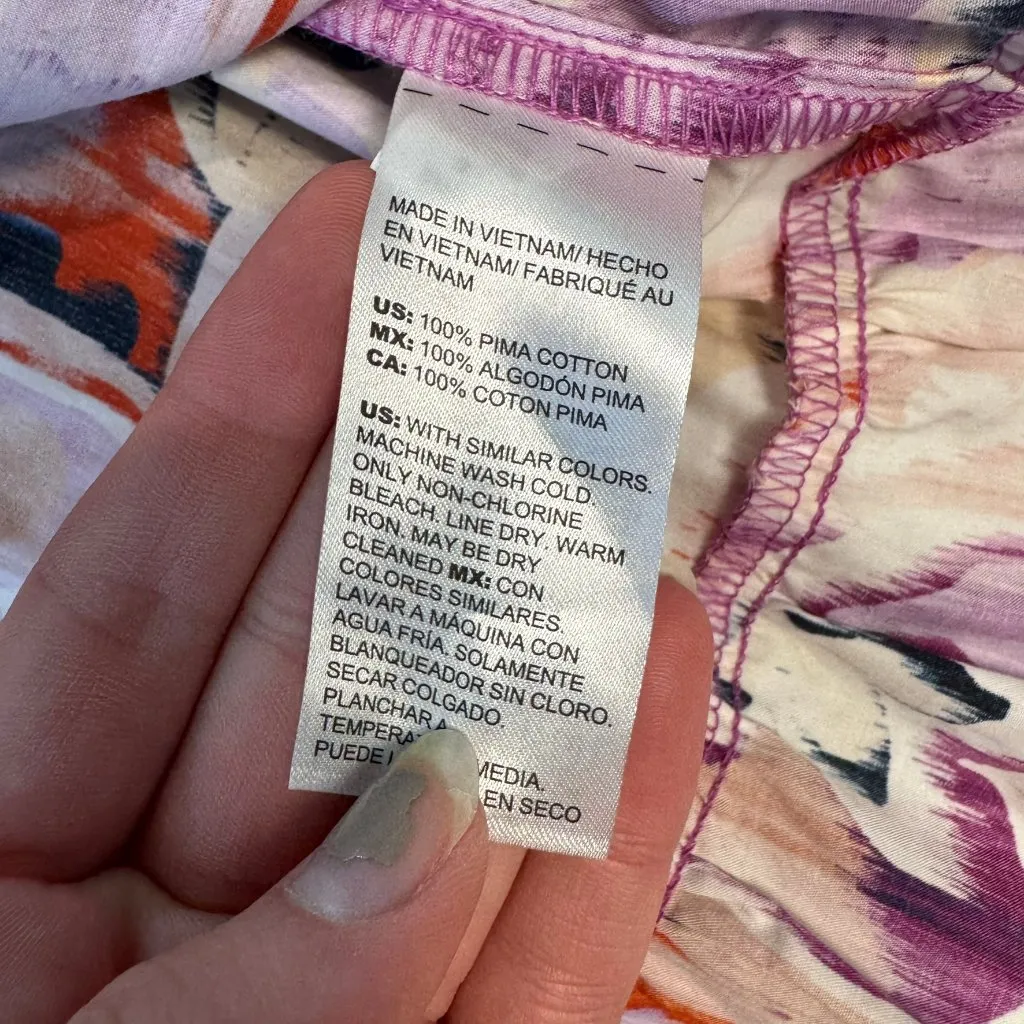 MADE IN VIETNAM/ HECHO
EN VIETNAM/ FABRIQUÉ AU
VIETNAM
US: 100% PIMA COTTON
MX: 100% ALGODÓN PIMA
CA: 100% COTON PIMA
US: WITH SIMILAR COLORS.
MACHINE WASH COLD.
ONLY NON-CHLORINE
BLEACH. LINE DRY. WARM
IRON. MAY BE DRY
CLEANED MX: CON
COLORES SIMILARES.
LAVAR A MÁQUINA CON
AGUA FRÍA. SOLAMENTE
BLANQUEADOR SIN CLORO.
SECAR COLGADO.
PLANCHAR A
MEDIA.
PUEDE EN SECO